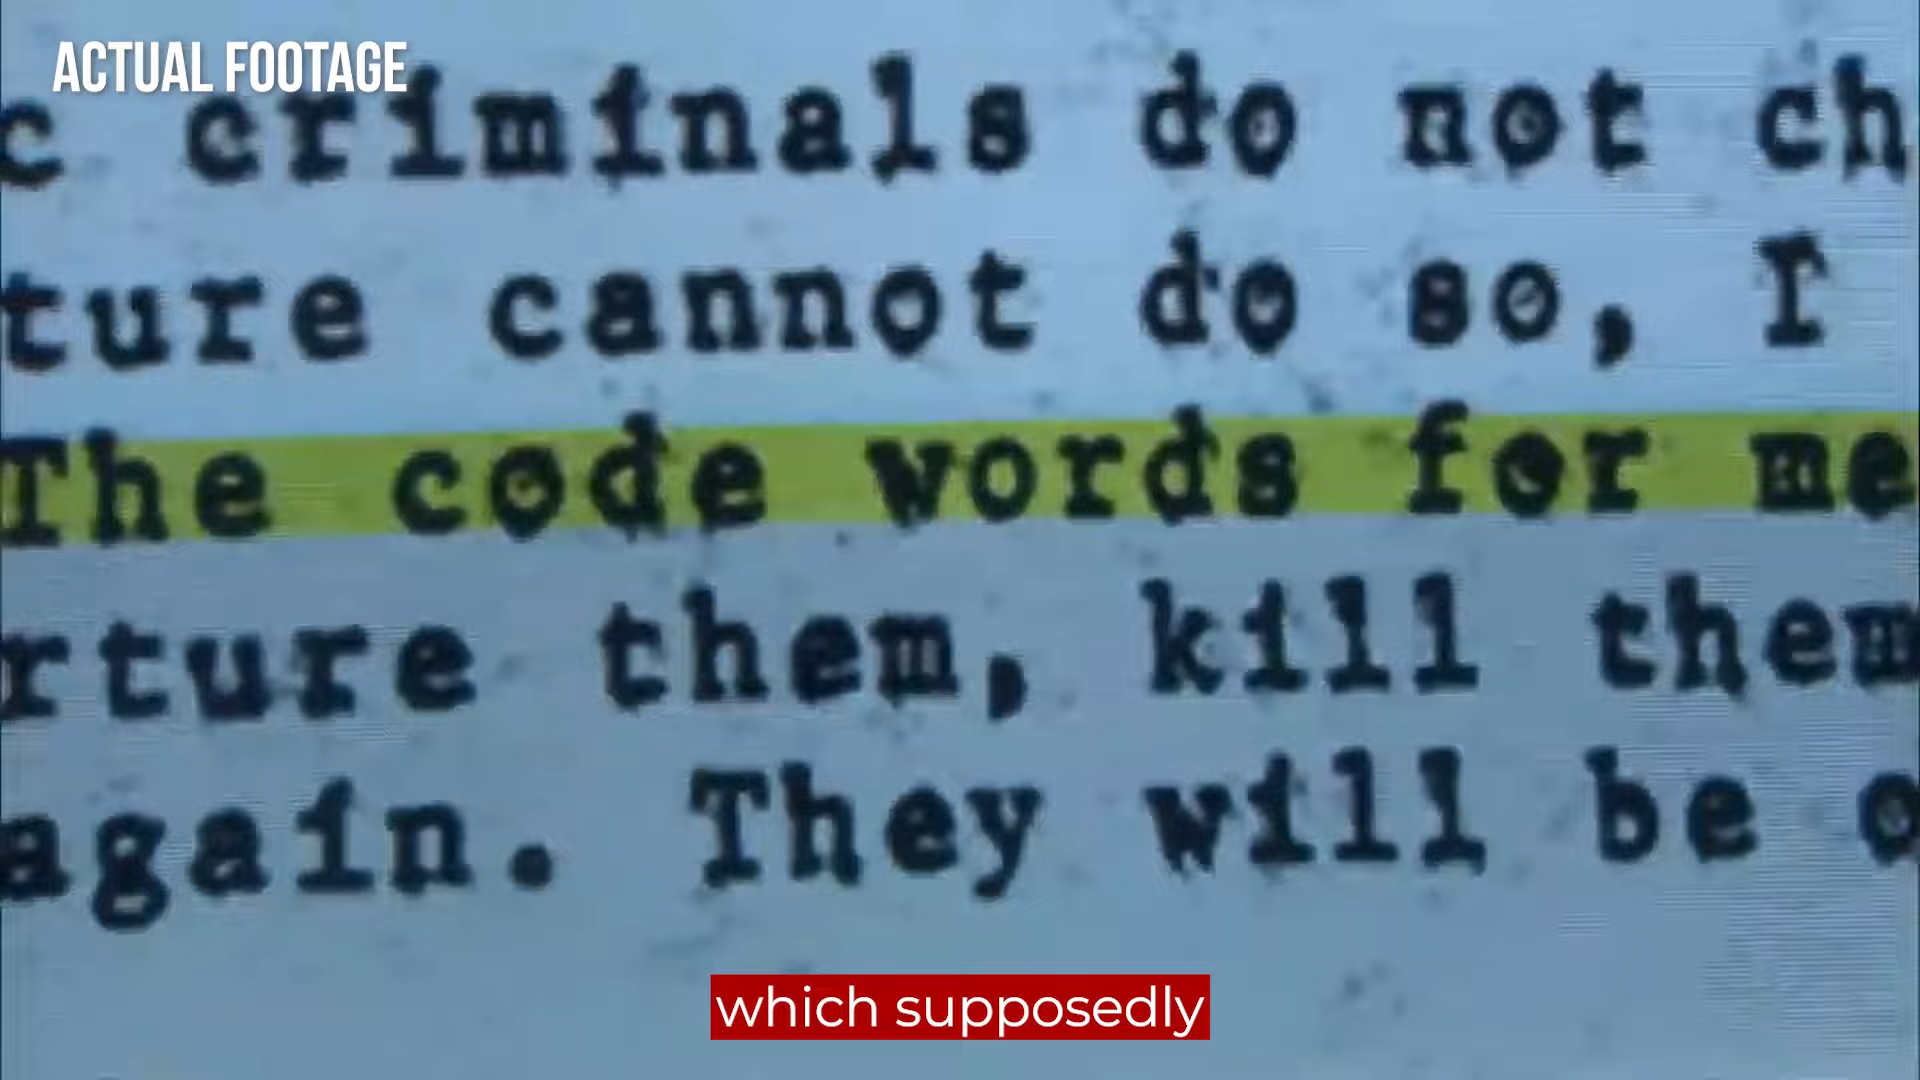 ACTUAL FOOTAGE
c criminals do not ch
ture cannot do so, I
The code words for me
rture them, kill them
again. They will be o
which supposedly